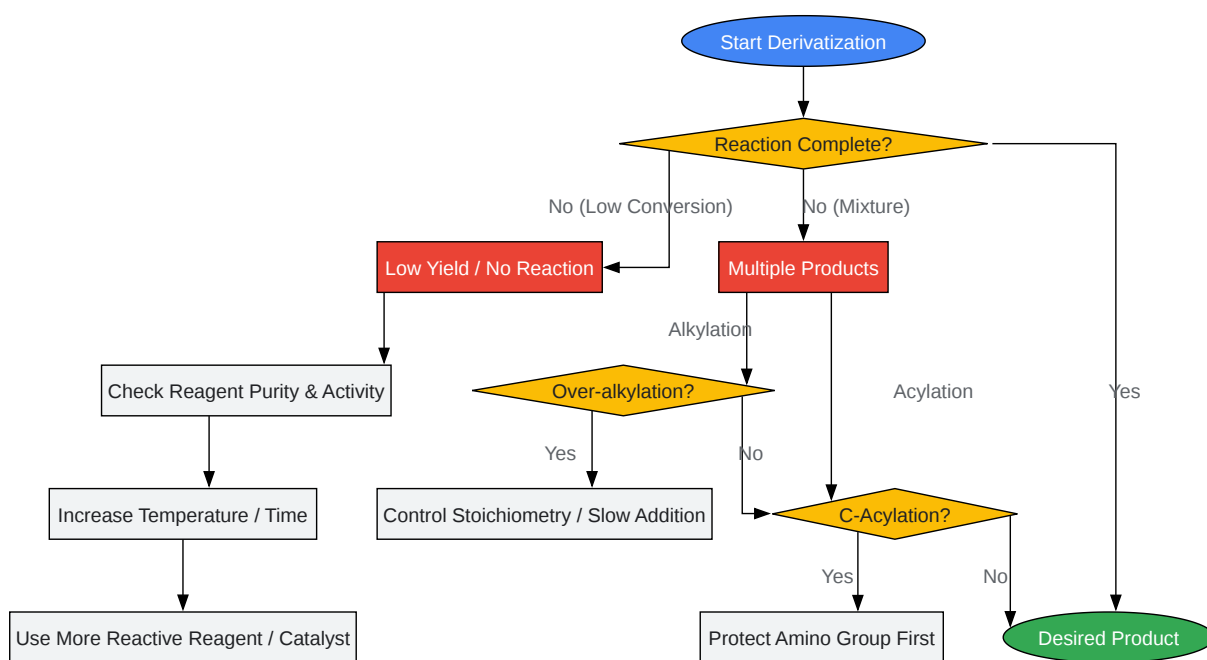 Start Derivatization
Reaction Complete?
No (Low Conversion)
No (Mixture)
Low Yield / No Reaction
Multiple Products
Alkylation
Check Reagent Purity & Activity
Over-alkylation?
Acylation
Yes
Yes
No
Increase Temperature / Time
Control Stoichiometry / Slow Addition
C-Acylation?
Yes
No
Use More Reactive Reagent / Catalyst
Protect Amino Group First
Desired Product